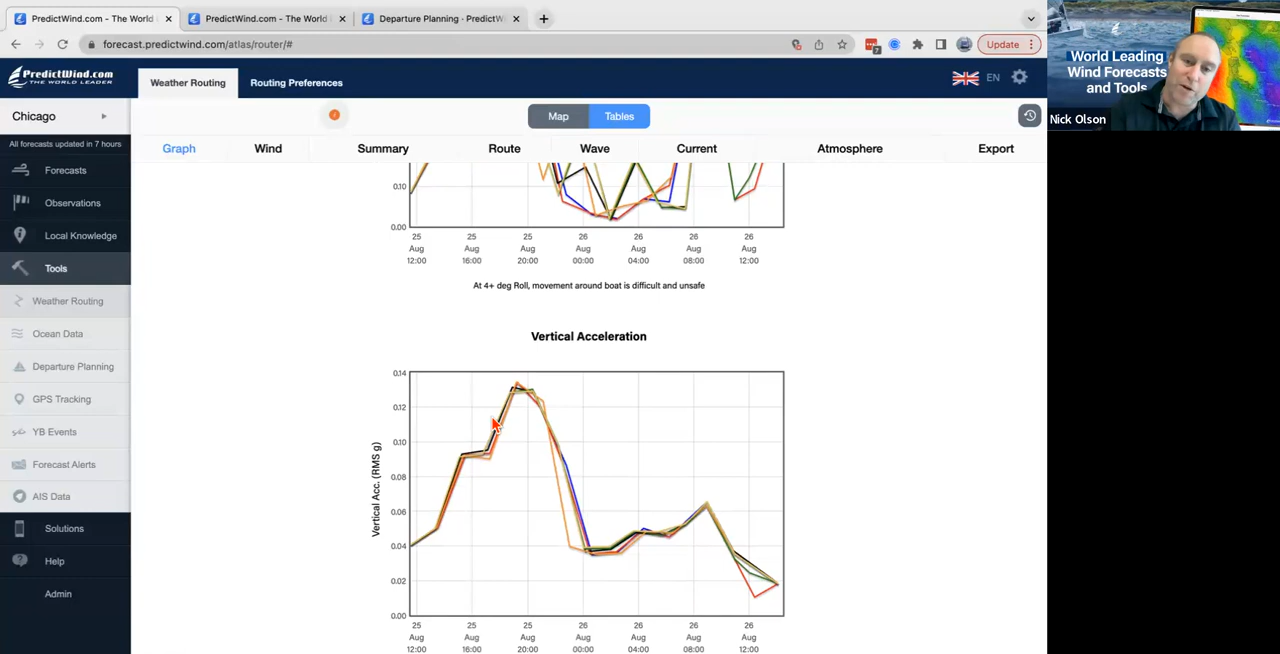 PredictWind.com - The World
PredictWind.com - The World
Departure Planning · PredictW
forecast.predictwind.com/atlas/router/#
7
Update
PredictWind.com
THE WORLD LEADER
Weather Routing
Routing Preferences
EN
Chicago
Map
Tables
All forecasts updated in 7 hours
Graph
Wind
Summary
Route
Wave
Current
Atmosphere
Export
Forecasts
Observations
Local Knowledge
Tools
Weather Routing
Ocean Data
Departure Planning
GPS Tracking
YB Events
Forecast Alerts
AIS Data
Solutions
Help
Admin
0.10
0.00
25 25 25 26 26 26 26
Aug Aug Aug Aug Aug Aug Aug
12:00 16:00 20:00 00:00 04:00 08:00 12:00
At 4+ deg Roll, movement around boat is difficult and unsafe
Vertical Acceleration
Vertical Acc. (RMS g)
0.14
0.12
0.10
0.08
0.06
0.04
0.02
0.00
25 25 25 26 26 26 26
Aug Aug Aug Aug Aug Aug Aug
12:00 16:00 20:00 00:00 04:00 08:00 12:00
World Leading
Wind Forecasts
and Tools
Nick Olson